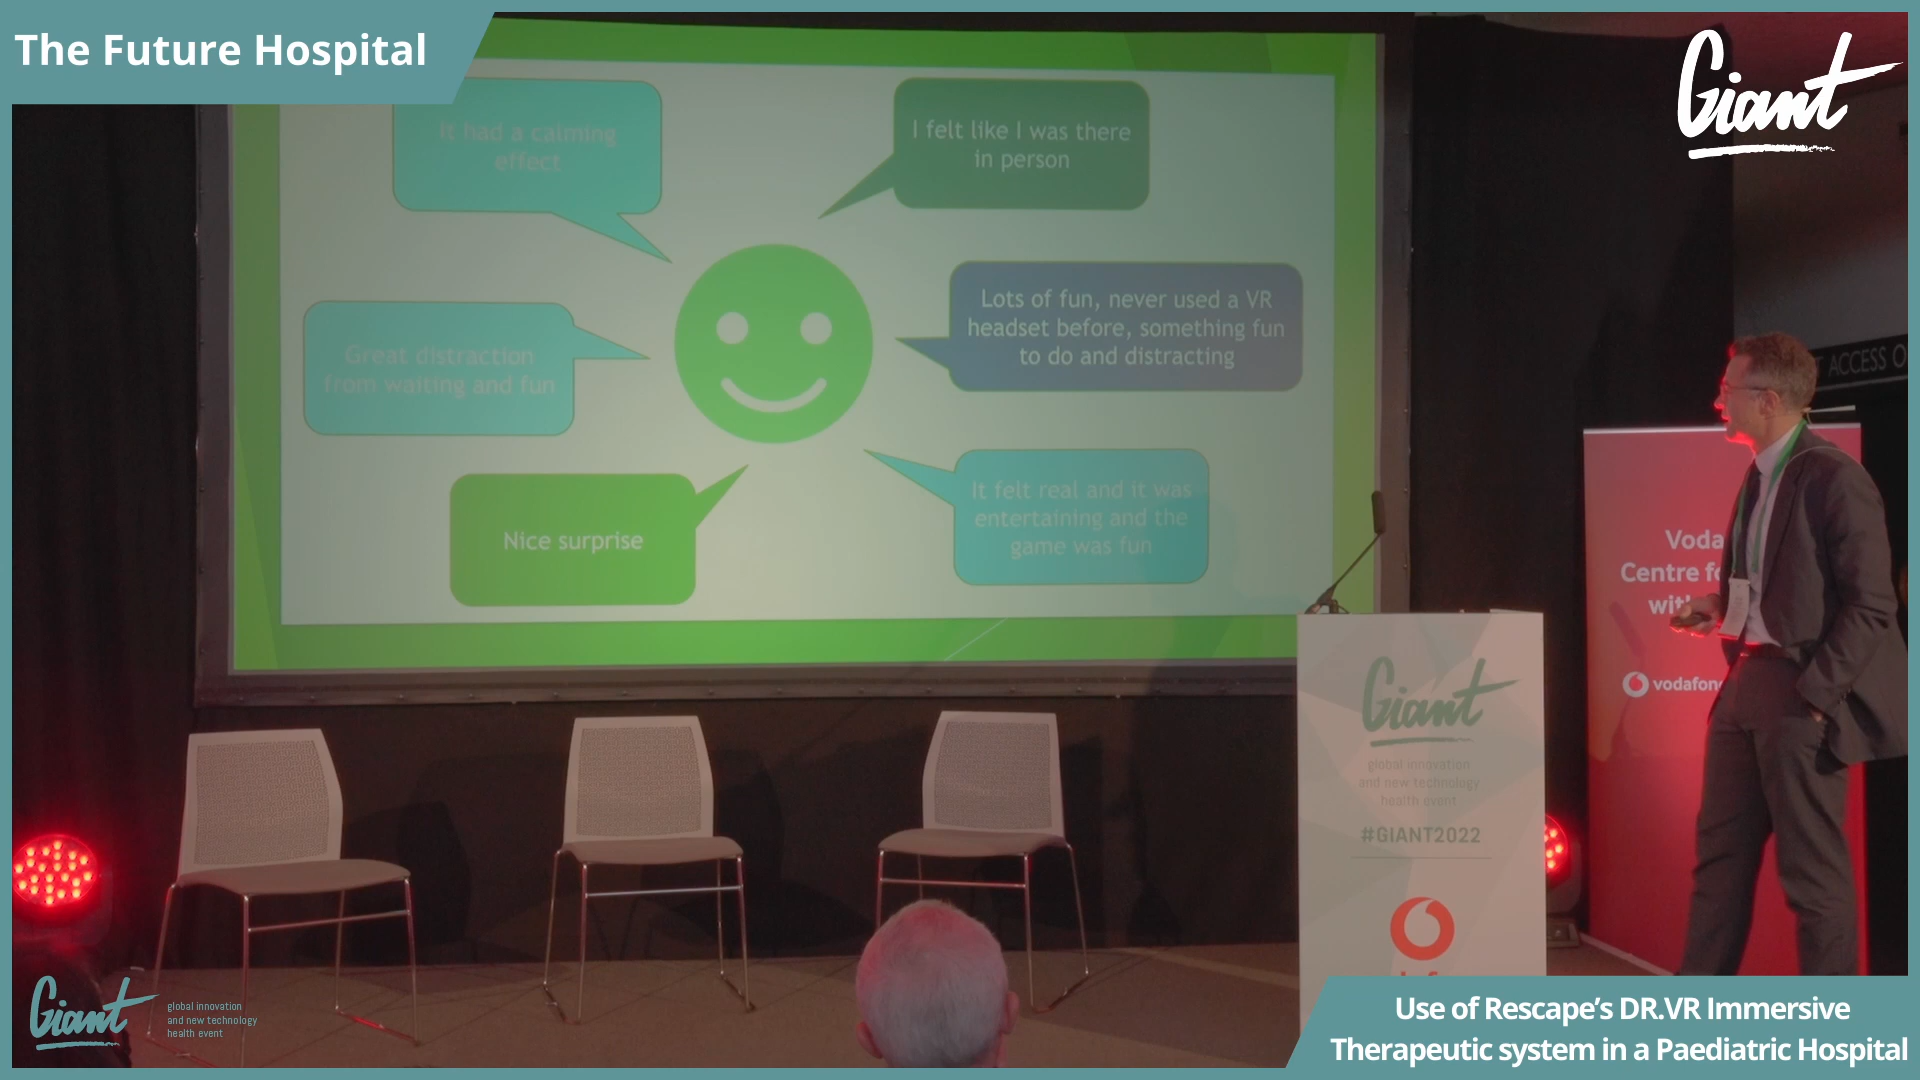 The Future Hospital
Giant
It had a calming
effect
I felt like I was there
in person
Lots of fun, never used a VR
headset before, something fun
to do and distracting
Great distraction
from waiting and fun
It felt real and it was
entertaining and the
game was fun
Nice surprise
ACCESS
Centre
vodafone
Giant
global innovation
and new technology
health event
#GIANT2022
Giant
global innovation
and new technology
health event
Use of Rescape’s DR.VR Immersive
Therapeutic system in a Paediatric Hospital